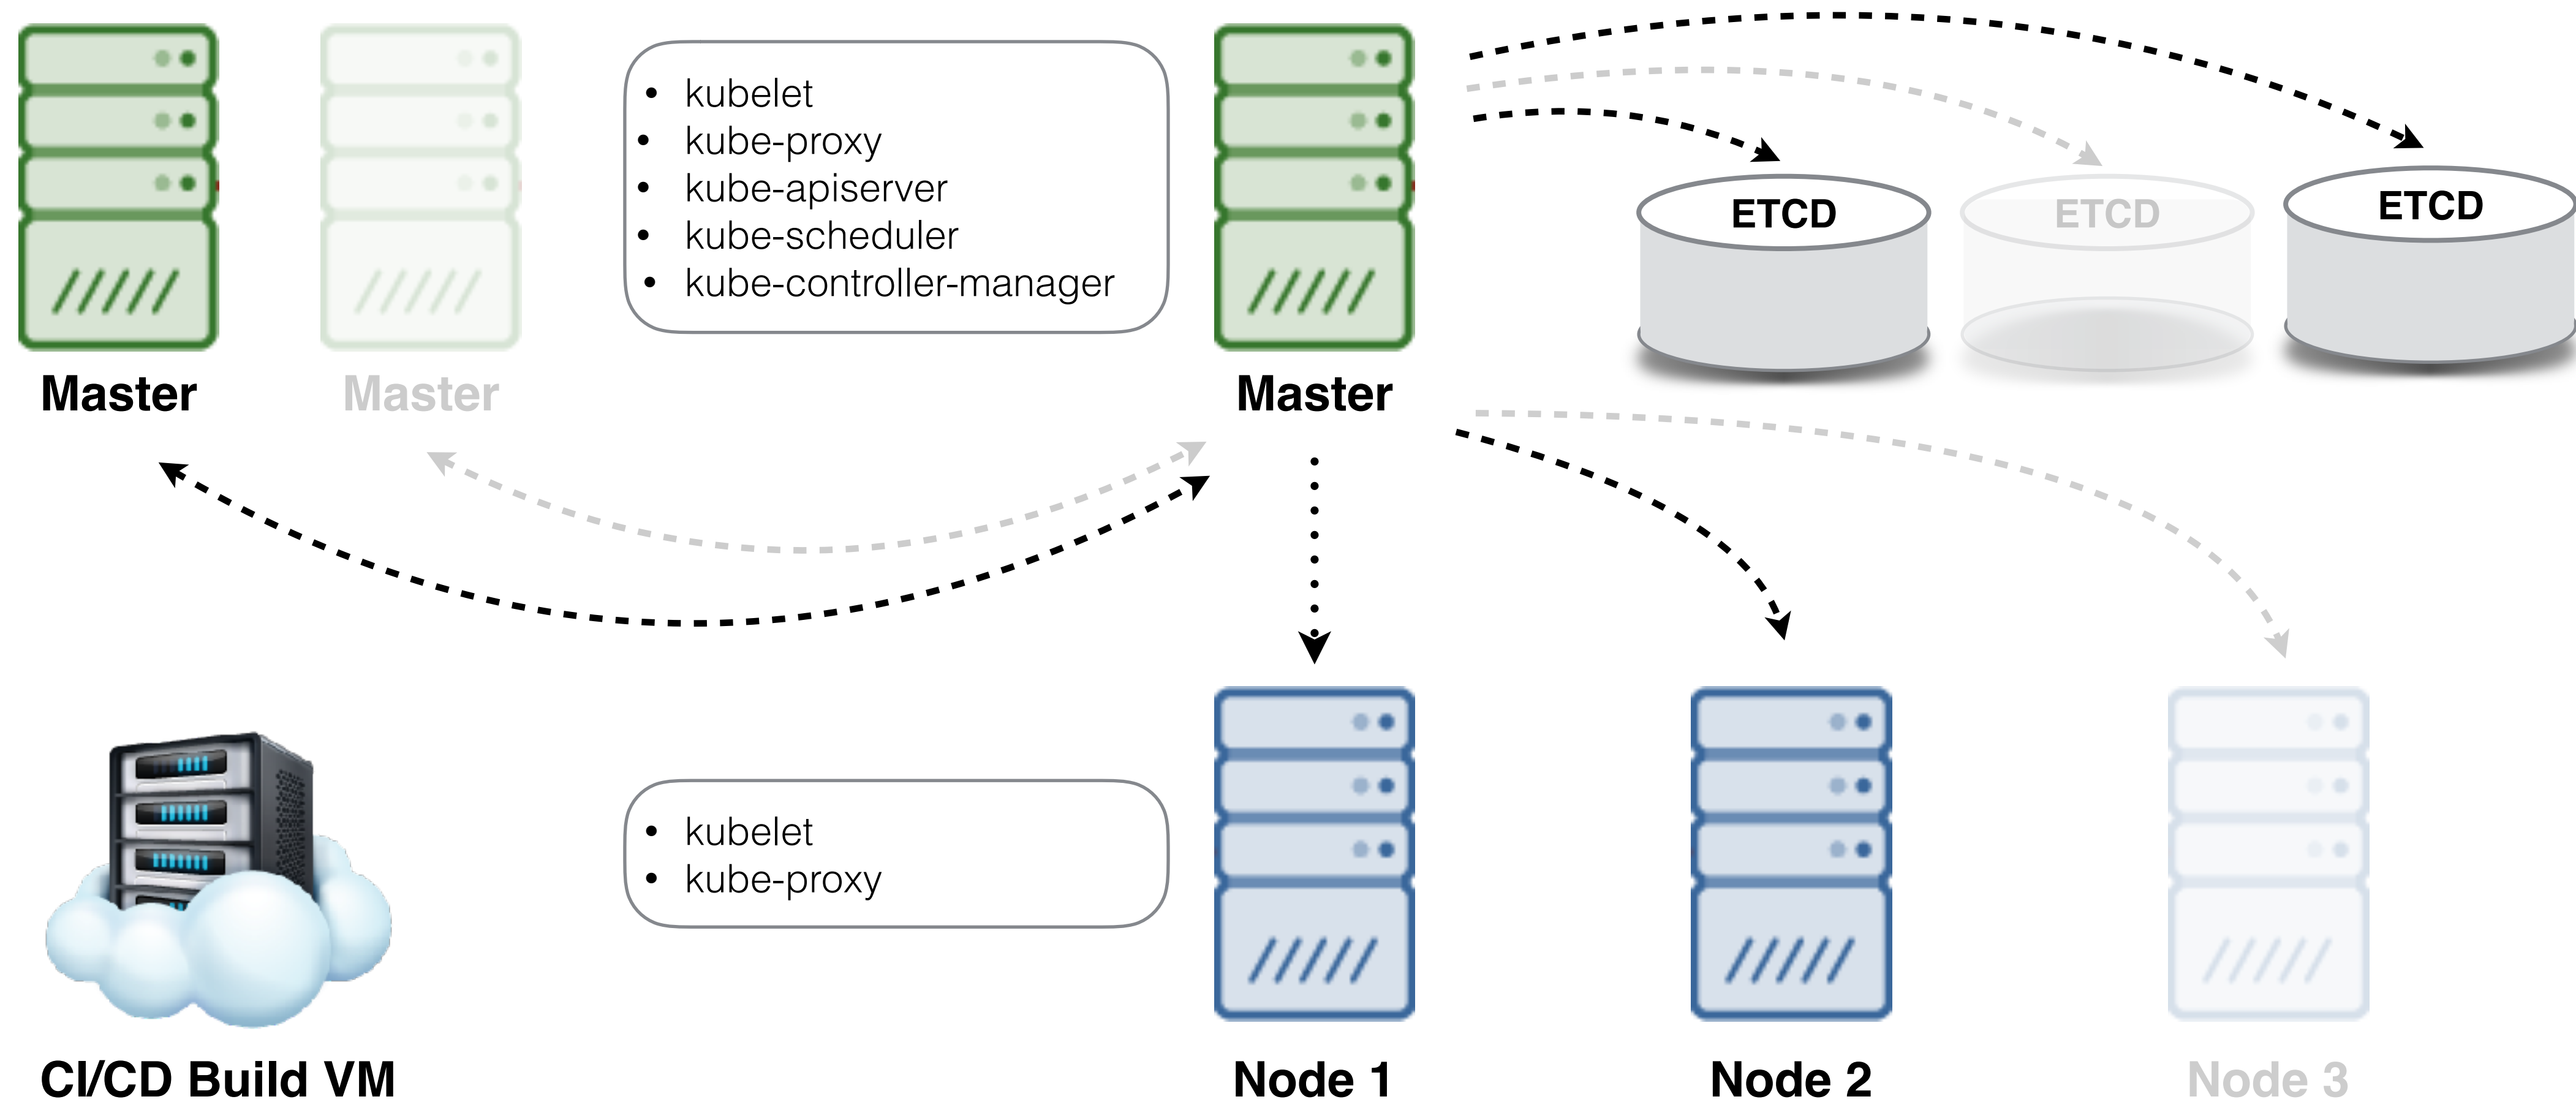 • kubelet
• kube-proxy
• kube-apiserver
• kube-scheduler
• kube-controller-manager
ETCD
ETCD
ETCD
Master
Master
Master
• kubelet
• kube-proxy
CI/CD Build VM
Node 1
Node 2
Node 3